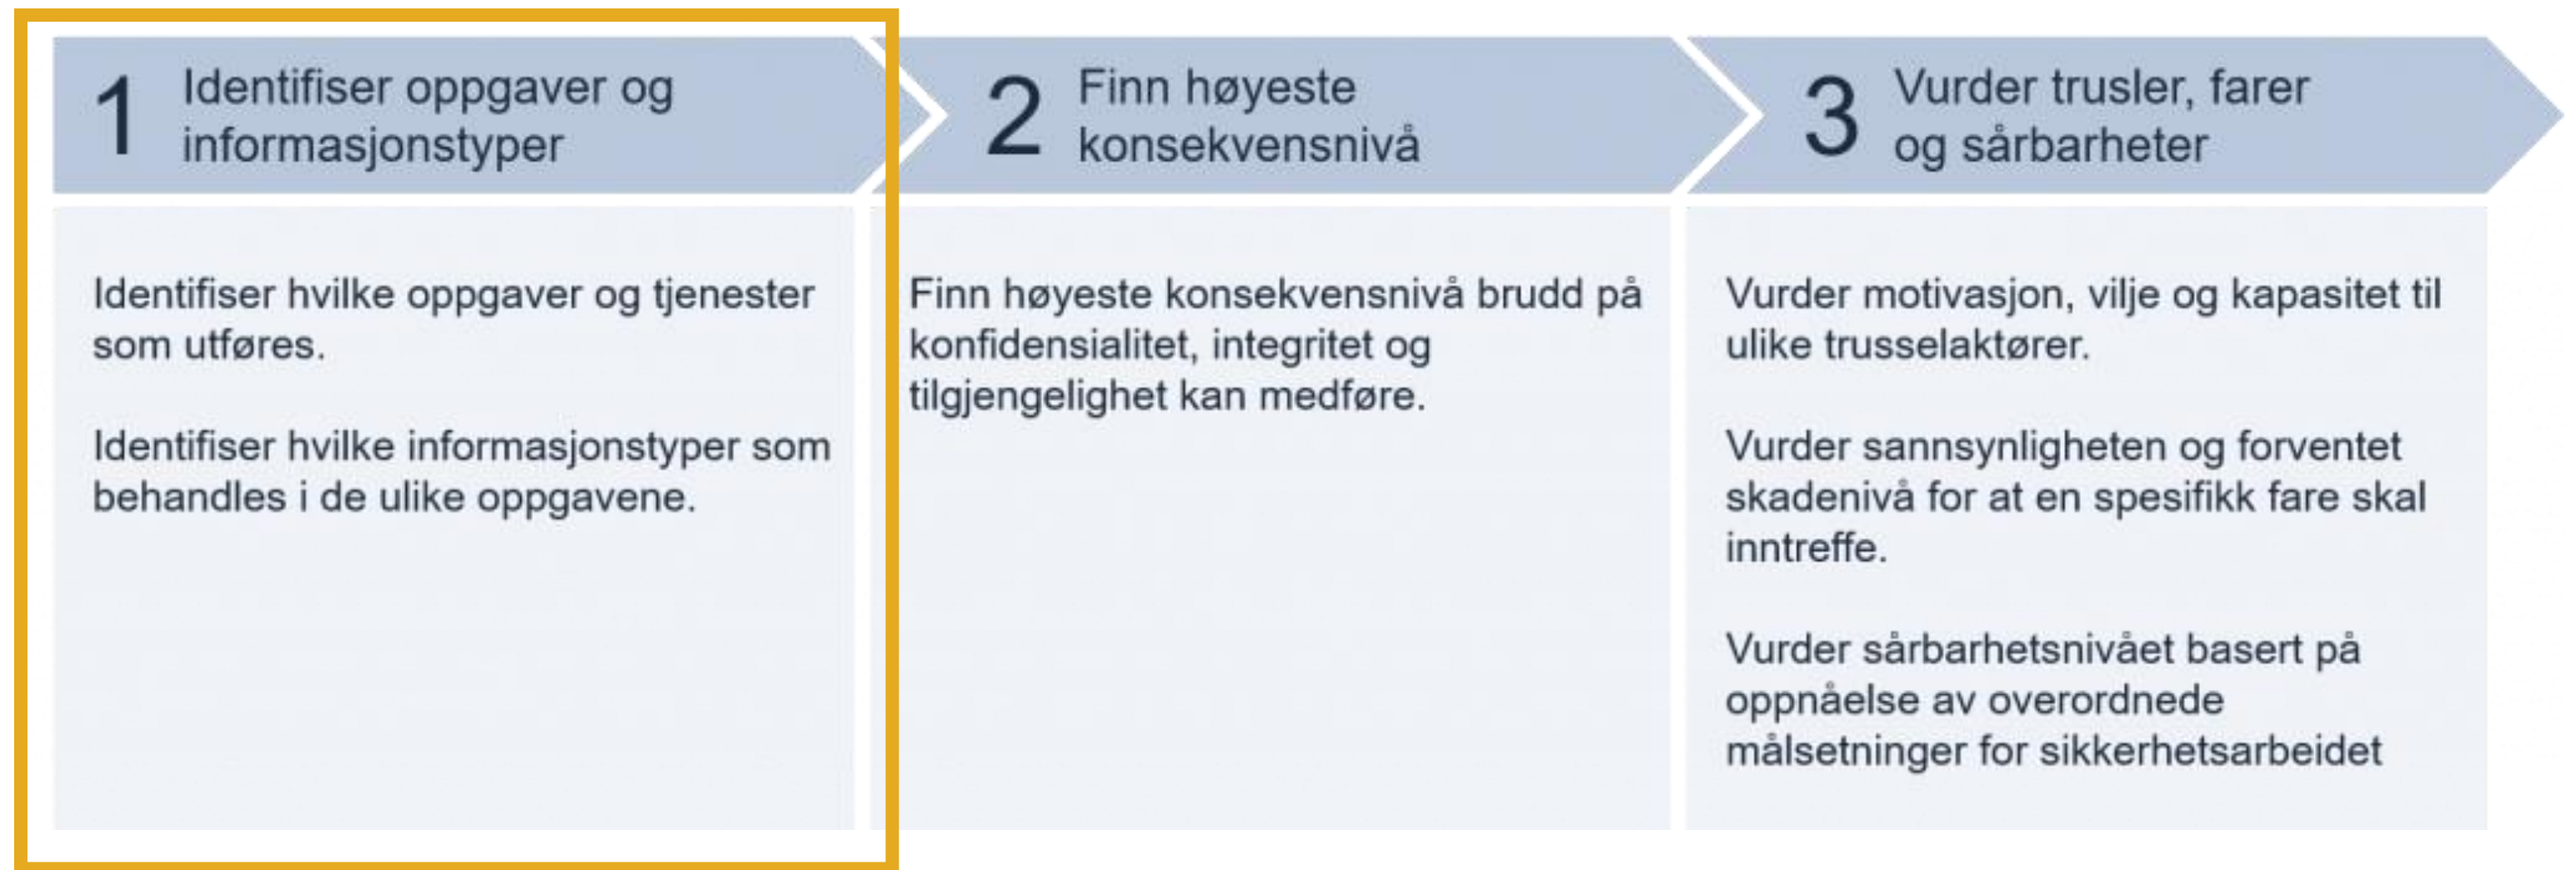 1
Identifiser oppgaver og
informasjonstyper
Identifiser hvilke oppgaver og tjenester
som utføres.
Identifiser hvilke informasjonstyper som
behandles i de ulike oppgavene.
2
Finn høyeste
konsekvensnivå
Finn høyeste konsekvensnivå brudd på
konfidensialitet, integritet og
tilgjengelighet kan medføre.
3
Vurder trusler, farer
og sårbarheter
Vurder motivasjon, vilje og kapasitet til
ulike trusselaktører.
Vurder sannsynligheten og forventet
skadenivå for at en spesifikk fare skal
inntreffe.
Vurder sårbarhetsnivået basert på
oppnåelse av overordnede
målsetninger for sikkerhetsarbeidet